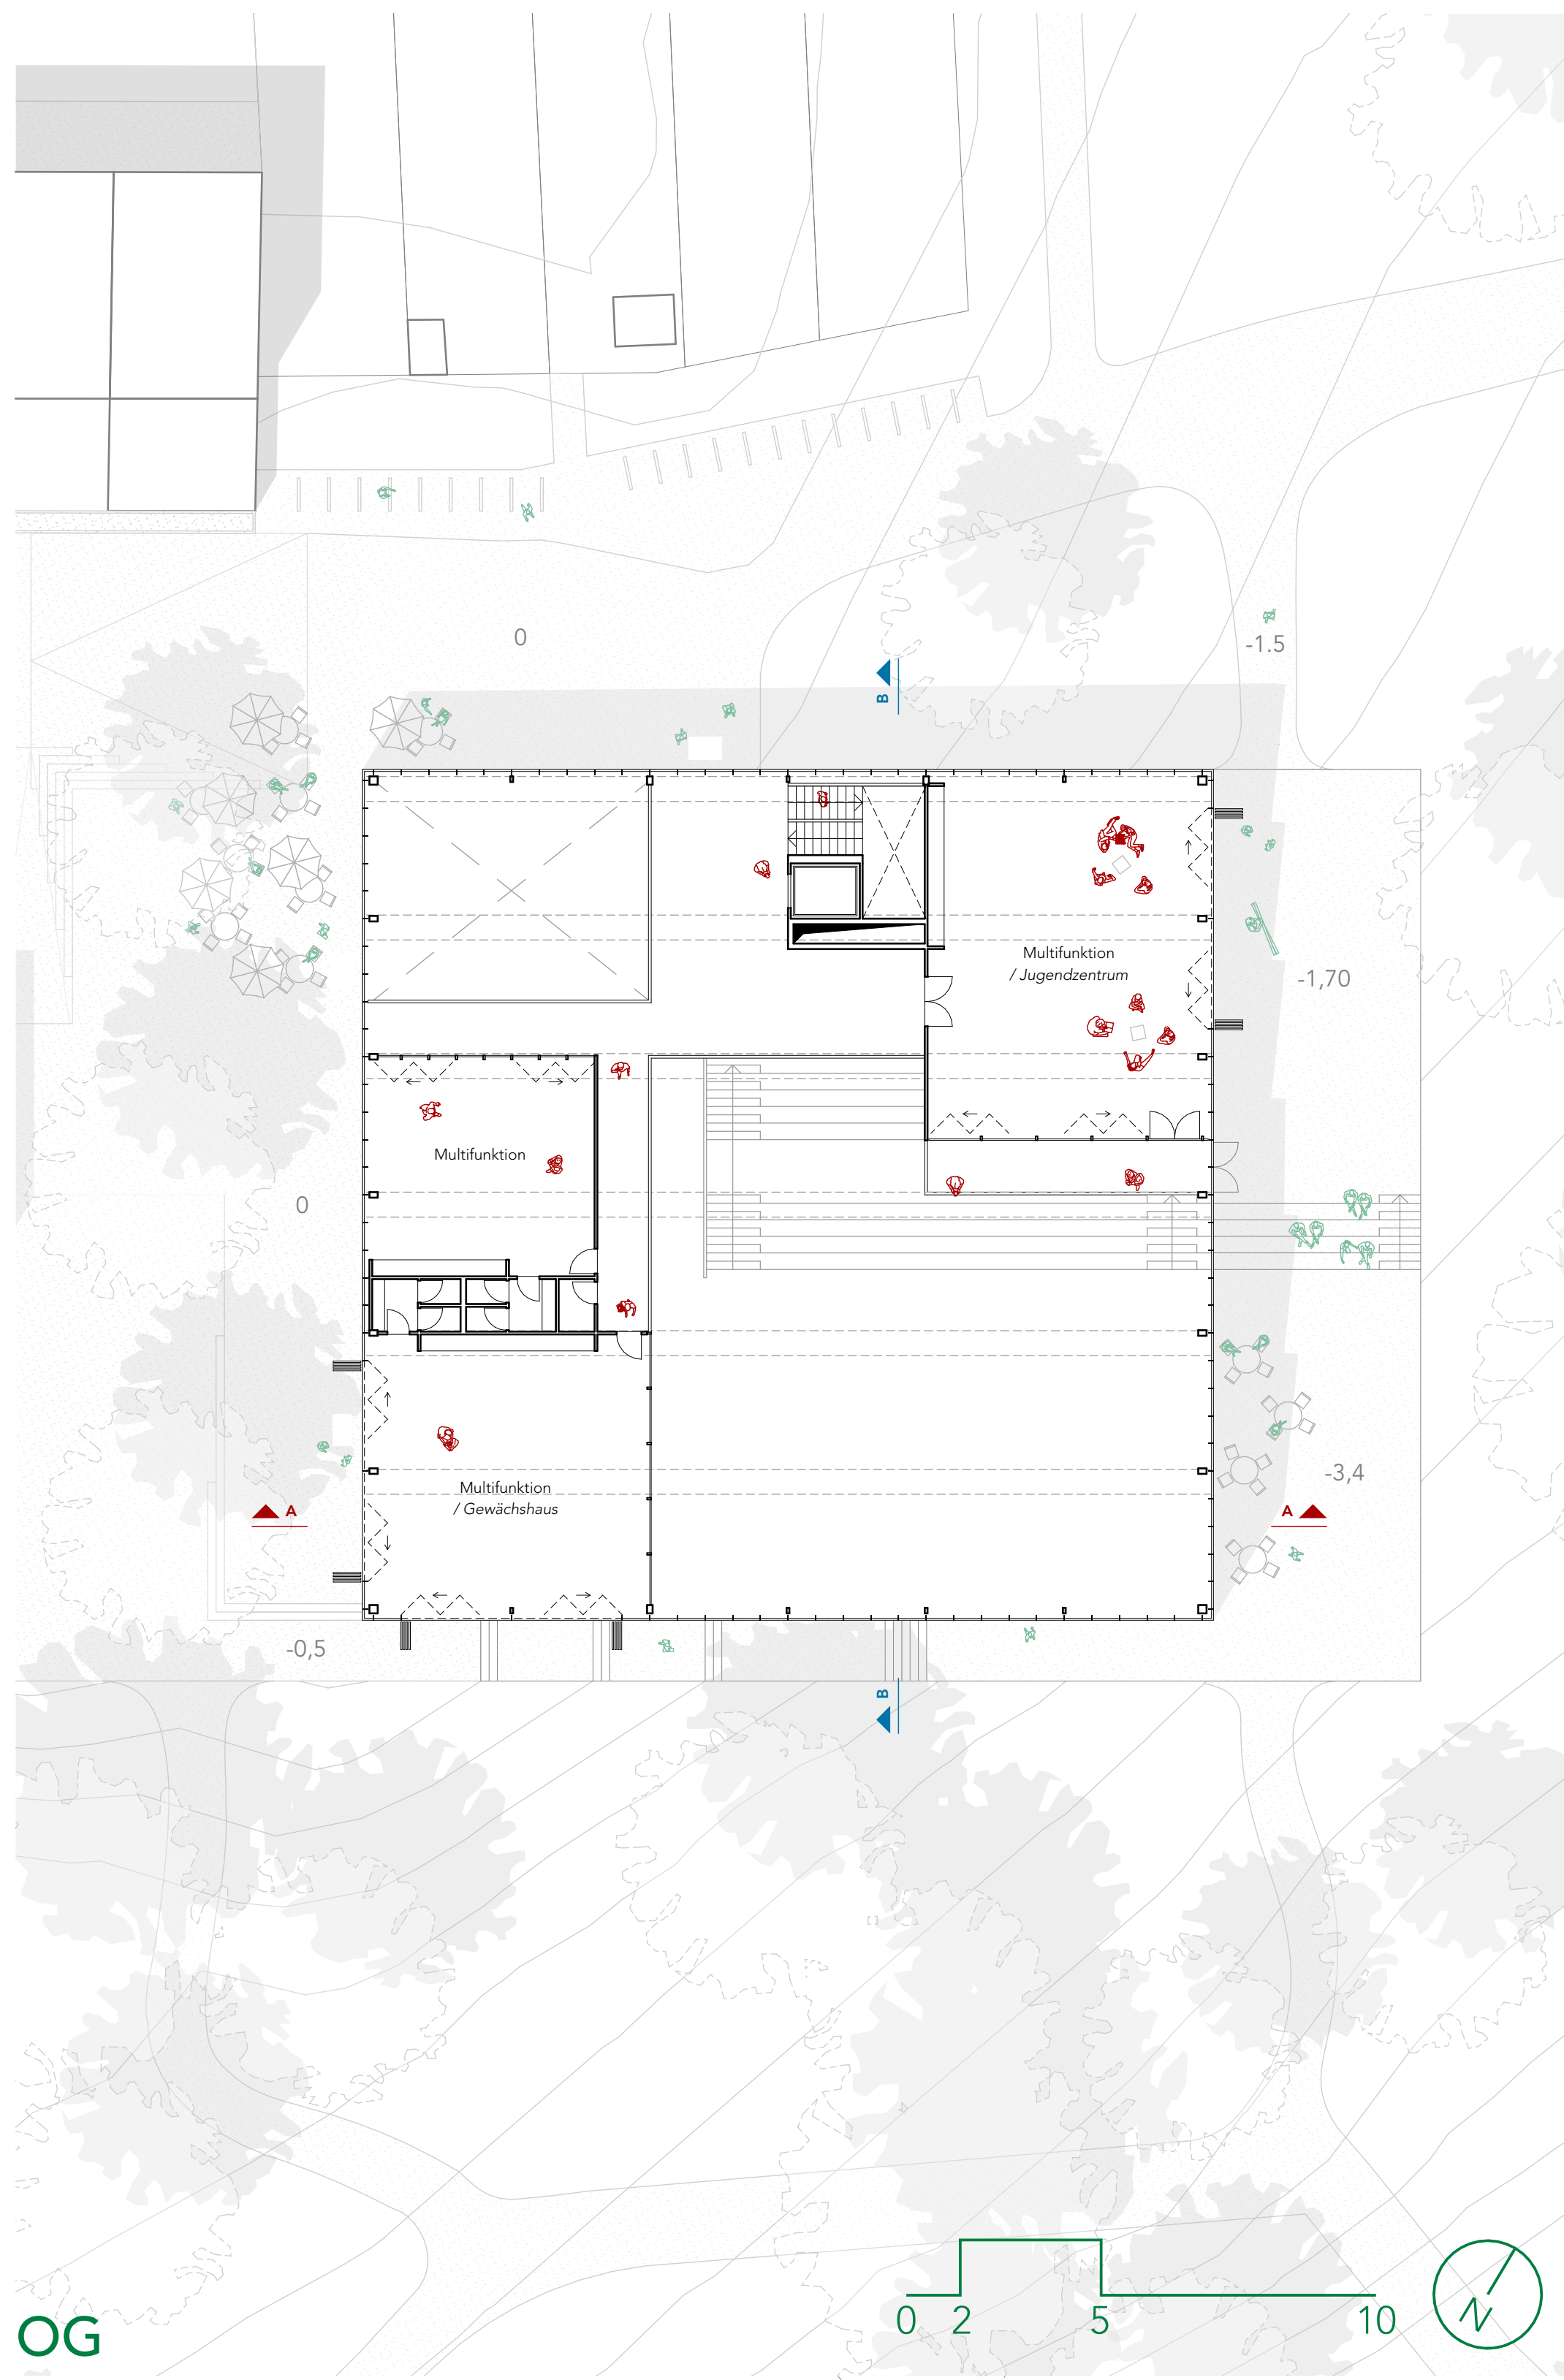 0
-1.5
B
Multifunktion
/ Jugendzentrum
-1,70
Multifunktion
0
Multifunktion
/ Gewächshaus
-3,4
A
A
-0,5
B
OG
0 2 5 10
N